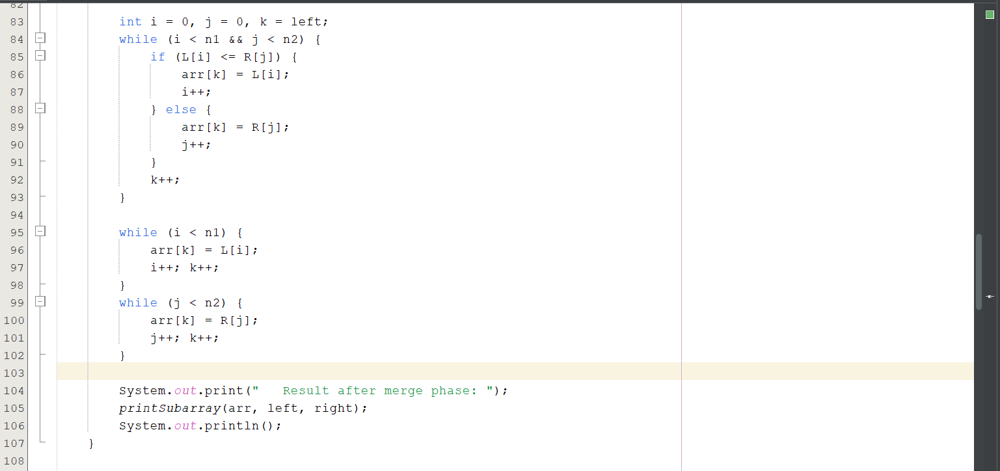 82
83 int i = 0, j = 0, k = left;
84 while (i < n1 && j < n2) {
85 if (L[i] <= R[j]) {
86 arr[k] = L[i];
87 i++;
88 } else {
89 arr[k] = R[j];
90 j++;
91 }
92 k++;
93 }
94
95 while (i < n1) {
96 arr[k] = L[i];
97 i++; k++;
98 }
99 while (j < n2) {
100 arr[k] = R[j];
101 j++; k++;
102 }
103
104 System.out.print("   Result after merge phase: ");
105 printSubarray(arr, left, right);
106 System.out.println();
107 }
108